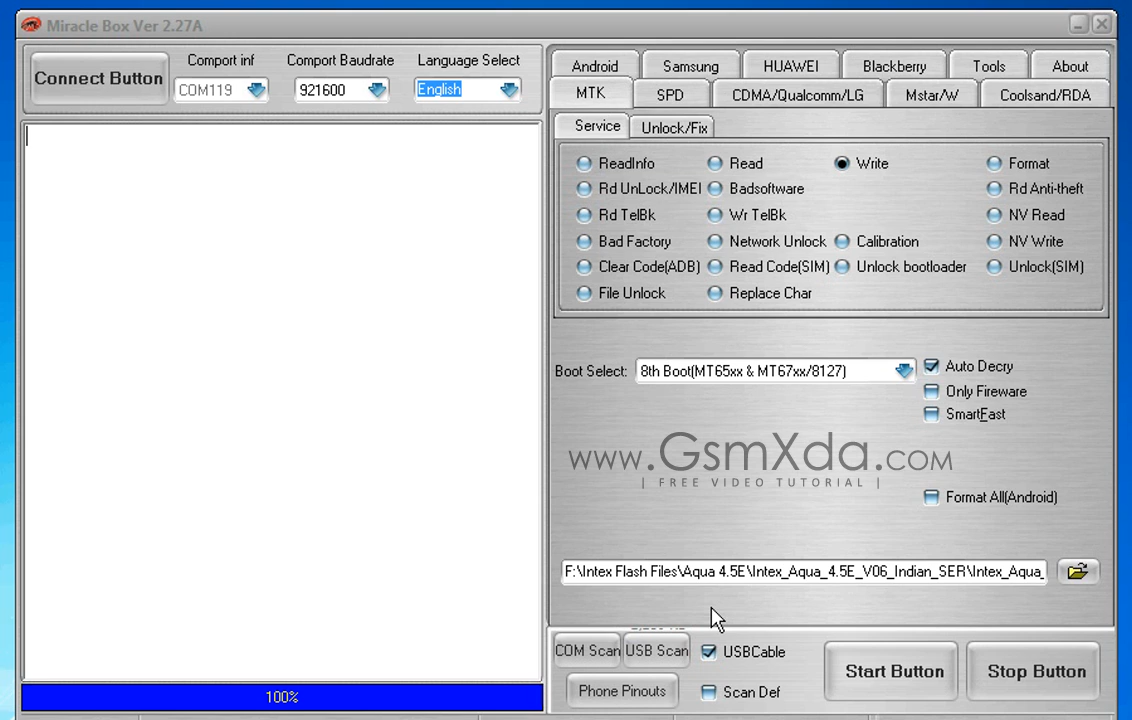 Miracle Box Ver 2.27A
Connect Button
Comport inf
Comport Baudrate
Language Select
COM119
921600
English
Android
Samsung
HUAWEI
Blackberry
Tools
About
MTK
SPD
CDMA/Qualcomm/LG
Mstar/W
Coolsand/RDA
Service
Unlock/Fix
ReadInfo
Read
Write
Format
Rd UnLock/IMEI
Badsoftware
Rd Anti-theft
Rd TelBk
Wr TelBk
NV Read
Bad Factory
Network Unlock
Calibration
NV Write
Clear Code(ADB)
Read Code(SIM)
Unlock bootloader
Unlock(SIM)
File Unlock
Replace Char
Boot Select:
8th Boot(MT65xx & MT67xx/8127)
Auto Decry
Only Fireware
SmartFast
www.GsmXda.com
| FREE VIDEO TUTORIAL |
Format All(Android)
F:\Intex Flash Files\Aqua 4.5E\Intex_Aqua_4.5E_V06_Indian_SER\Intex_Aqua_
COM Scan
USB Scan
USBCable
Start Button
Stop Button
Phone Pinouts
Scan Def
100%